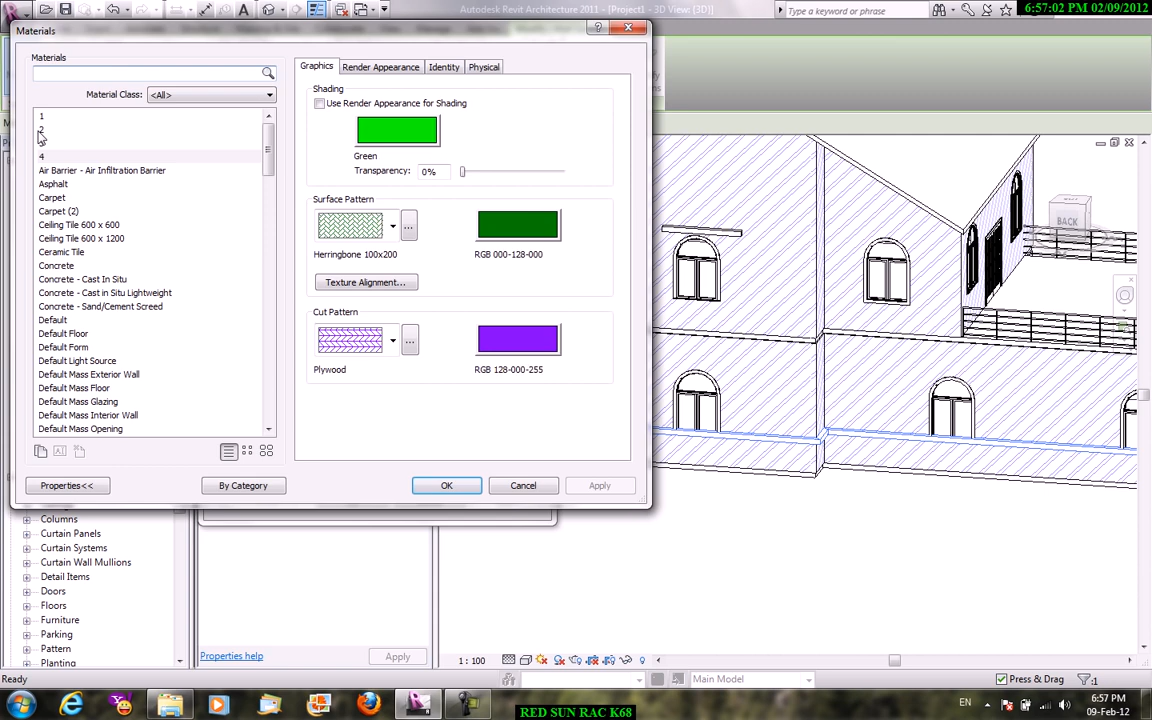 Autodesk Revit Architecture 2011 - [Project1 - 3D View: {3D}]
Type a keyword or phrase
6:57:02 PM 02/09/2012
Materials
Materials
Material Class:
<All>
1
2
4
Air Barrier - Air Infiltration Barrier
Asphalt
Carpet
Carpet (2)
Ceiling Tile 600 x 600
Ceiling Tile 600 x 1200
Ceramic Tile
Concrete
Concrete - Cast In Situ
Concrete - Cast in Situ Lightweight
Concrete - Sand/Cement Screed
Default
Default Floor
Default Form
Default Light Source
Default Mass Exterior Wall
Default Mass Floor
Default Mass Glazing
Default Mass Interior Wall
Default Mass Opening
Properties<<
By Category
Graphics
Render Appearance
Identity
Physical
Shading
Use Render Appearance for Shading
Green
Transparency:
0%
Surface Pattern
...
Herringbone 100x200
RGB 000-128-000
Texture Alignment...
Cut Pattern
...
Plywood
RGB 128-000-255
OK
Cancel
Apply
BACK
Columns
Curtain Panels
Curtain Systems
Curtain Wall Mullions
Detail Items
Doors
Floors
Furniture
Parking
Pattern
Planting
Properties help
Apply
1 : 100
Ready
Main Model
Press & Drag
:1
EN
6:57 PM
09-Feb-12
RED SUN RAC K68